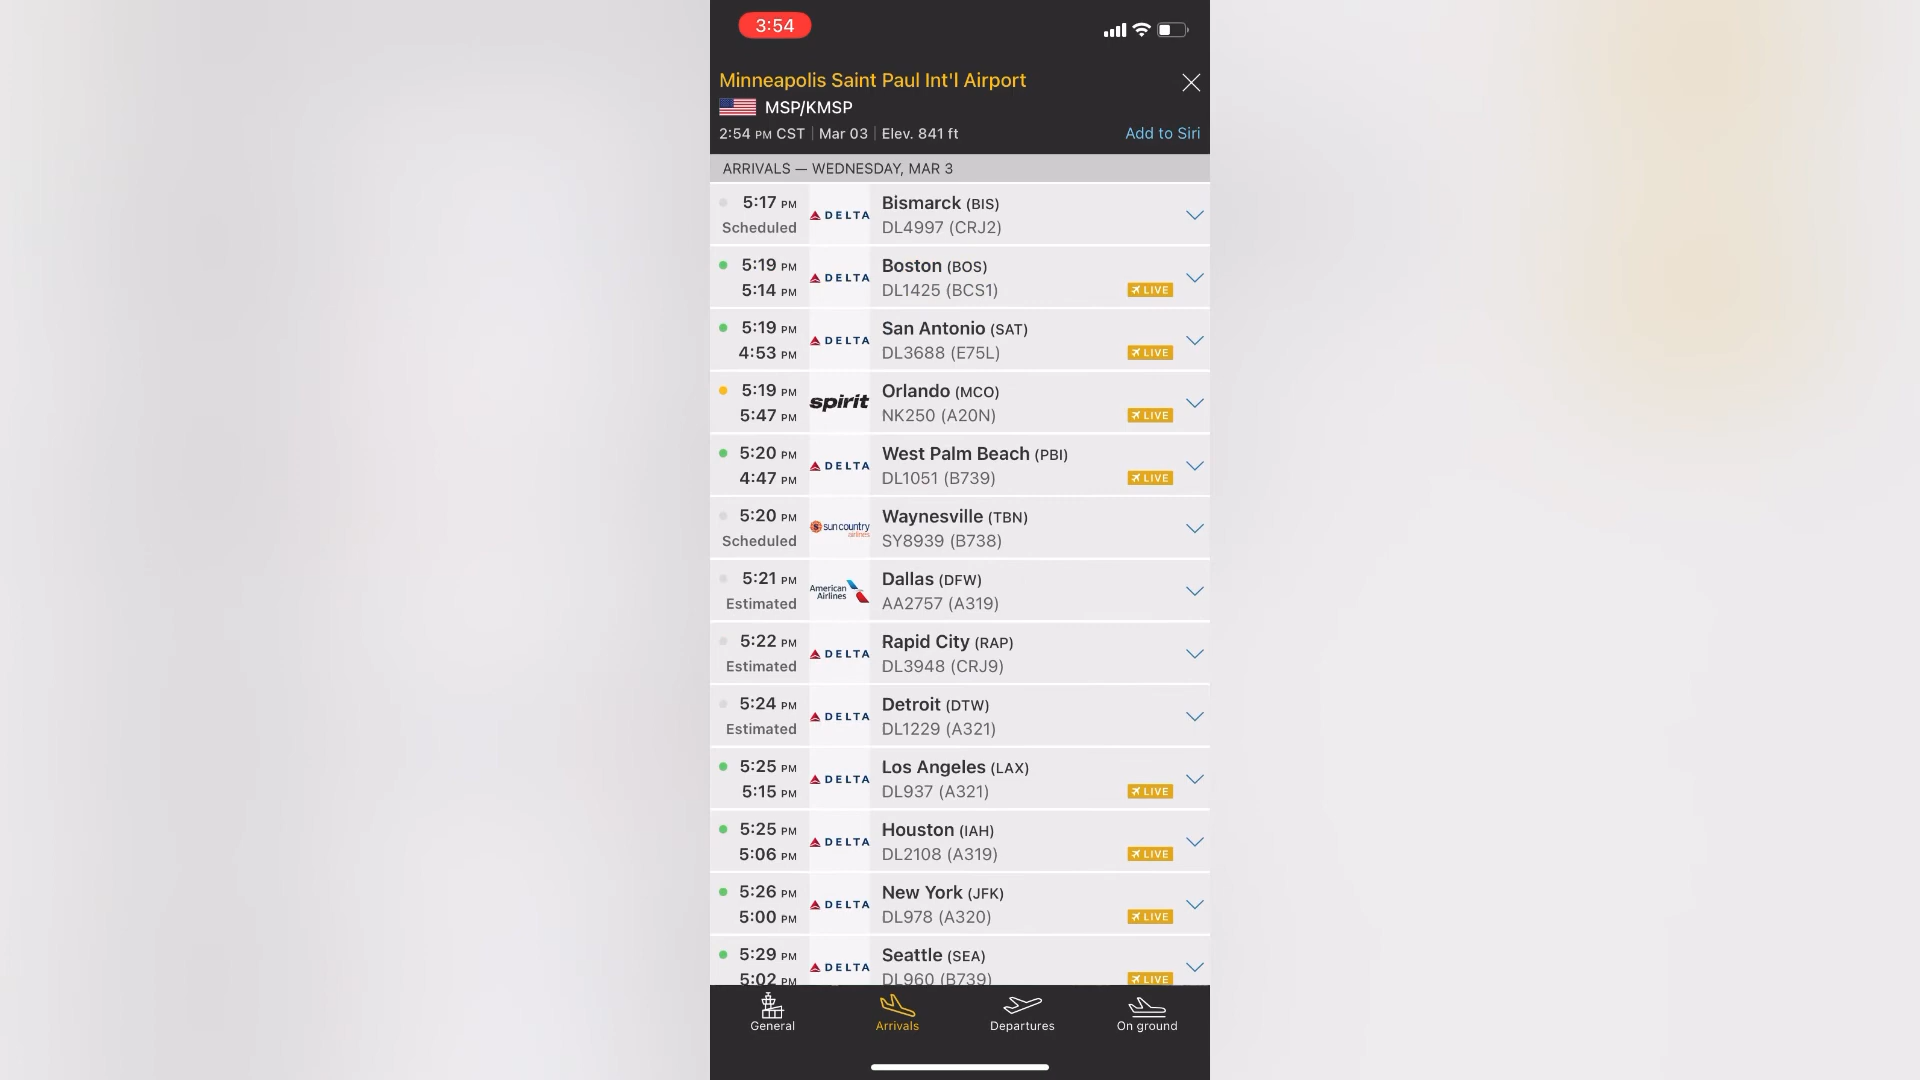 3:54
Minneapolis Saint Paul Int'l Airport
MSP/KMSP
2:54 PM CST | Mar 03 | Elev. 841 ft
Add to Siri
ARRIVALS — WEDNESDAY, MAR 3
5:17 PM DELTA Bismarck (BIS)
Scheduled DL4997 (CRJ2)
5:19 PM DELTA Boston (BOS)
5:14 PM DL1425 (BCS1) LIVE
5:19 PM DELTA San Antonio (SAT)
4:53 PM DL3688 (E75L) LIVE
5:19 PM spirit Orlando (MCO)
5:47 PM NK250 (A20N) LIVE
5:20 PM DELTA West Palm Beach (PBI)
4:47 PM DL1051 (B739) LIVE
5:20 PM sun country airlines Waynesville (TBN)
Scheduled SY8939 (B738)
5:21 PM American Airlines Dallas (DFW)
Estimated AA2757 (A319)
5:22 PM DELTA Rapid City (RAP)
Estimated DL3948 (CRJ9)
5:24 PM DELTA Detroit (DTW)
Estimated DL1229 (A321)
5:25 PM DELTA Los Angeles (LAX)
5:15 PM DL937 (A321) LIVE
5:25 PM DELTA Houston (IAH)
5:06 PM DL2108 (A319) LIVE
5:26 PM DELTA New York (JFK)
5:00 PM DL978 (A320) LIVE
5:29 PM DELTA Seattle (SEA)
5:02 PM DL960 (B739) LIVE
General Arrivals Departures On ground